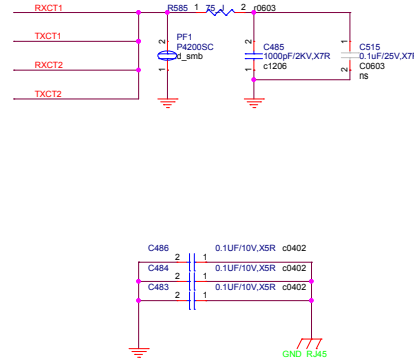 RXCT1
R585 1 75 J 2 r0603
TXCT1
2 PF1
P4200SC
d_smb
1
RXCT2
TXCT2
2 C485
1000pF/2KV,X7R
1 c1206
1 C515
0.1uF/25V,X7R
2 C0603
ns
C486 2 1 0.1UF/10V,X5R c0402
C484 2 1 0.1UF/10V,X5R c0402
C483 2 1 0.1UF/10V,X5R c0402
GND_RJ45